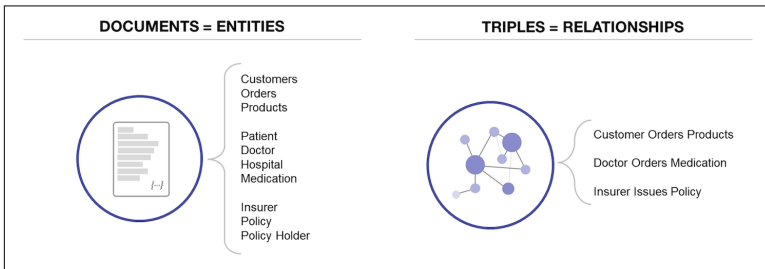 DOCUMENTS = ENTITIES
Customers
Orders
Products
Patient
Doctor
Hospital
Medication
Insurer
Policy
Policy Holder
{...}
TRIPLES = RELATIONSHIPS
Customer Orders Products
Doctor Orders Medication
Insurer Issues Policy